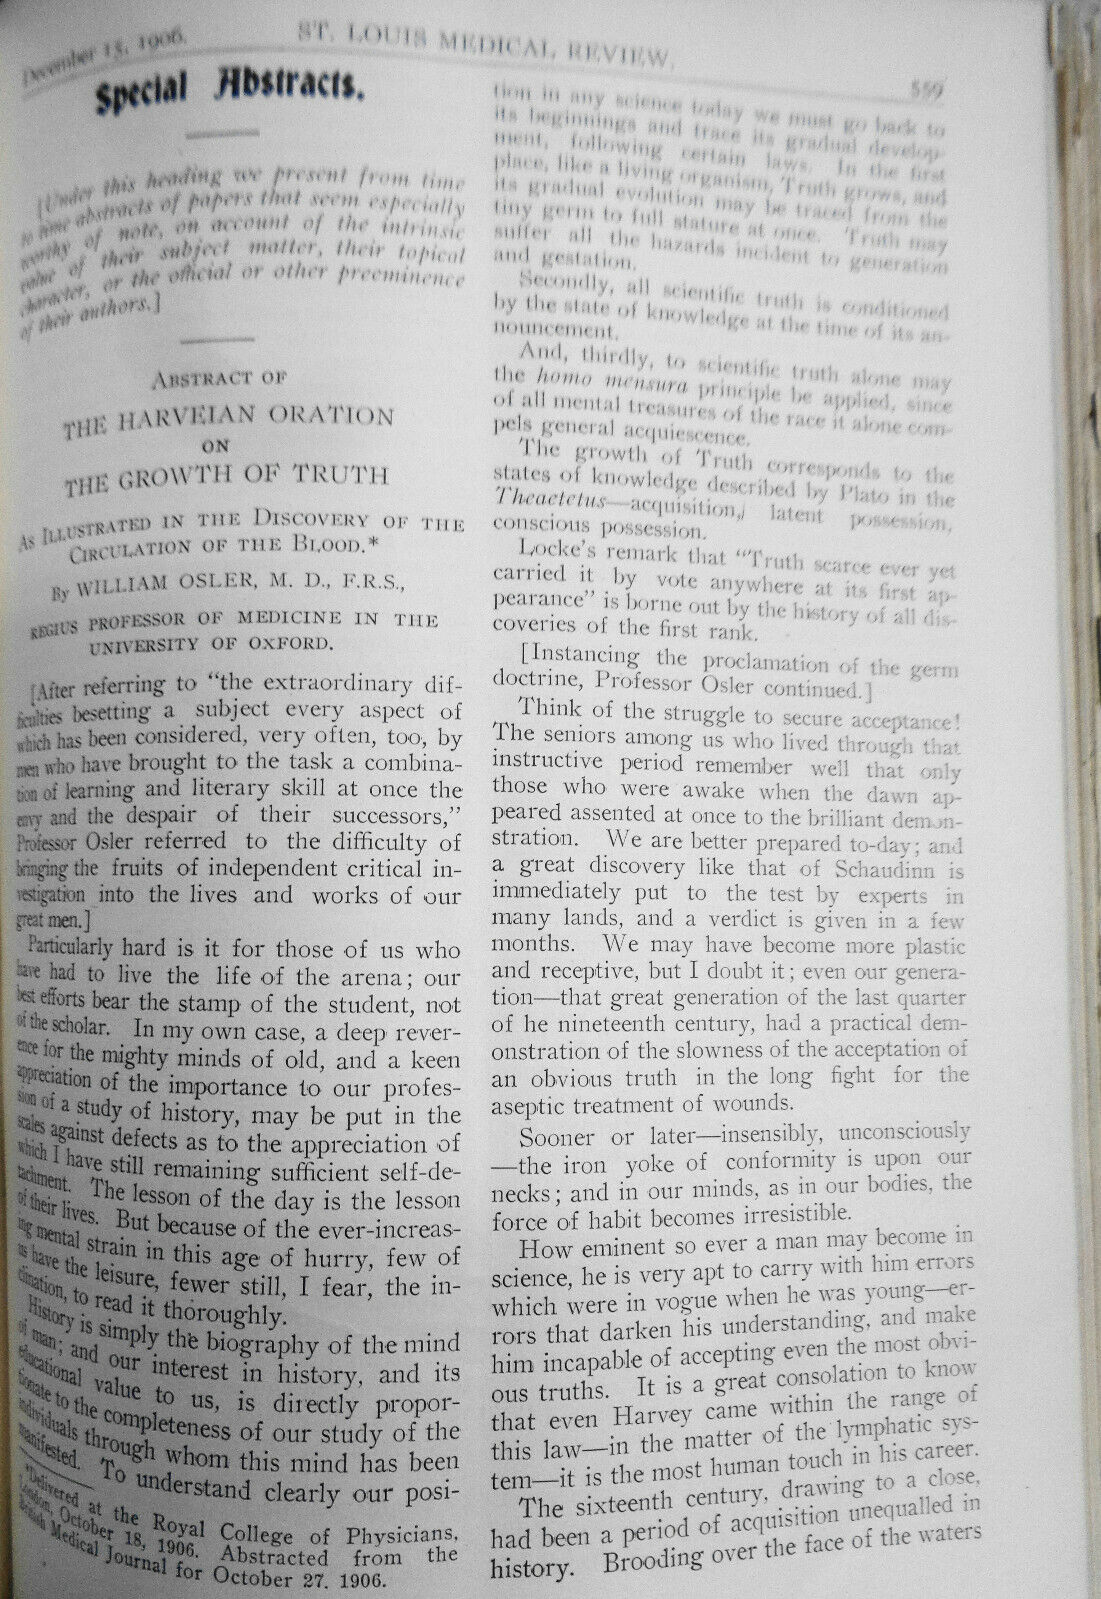 December 15, 1906.
ST. LOUIS MEDICAL REVIEW.
559
Special Abstracts.
[Under this heading we present from time
to time abstracts of papers that seem especially
worthy of note, on account of the intrinsic
value of their subject matter, their topical
character, or the official or other preeminence
of their authors.]
ABSTRACT OF
THE HARVEIAN ORATION
ON
THE GROWTH OF TRUTH
AS ILLUSTRATED IN THE DISCOVERY OF THE
CIRCULATION OF THE BLOOD.*
By WILLIAM OSLER, M. D., F.R.S.,
REGIUS PROFESSOR OF MEDICINE IN THE
UNIVERSITY OF OXFORD.
[After referring to "the extraordinary dif-
ficulties besetting a subject every aspect of
which has been considered, very often, too, by
men who have brought to the task a combina-
tion of learning and literary skill at once the
envy and the despair of their successors,"
Professor Osler referred to the difficulty of
bringing the fruits of independent critical in-
vestigation into the lives and works of our
great men.]
Particularly hard is it for those of us who
have had to live the life of the arena; our
best efforts bear the stamp of the student, not
of the scholar. In my own case, a deep rever-
ence for the mighty minds of old, and a keen
appreciation of the importance to our profes-
sion of a study of history, may be put in the
scales against defects as to the appreciation of
which I have still remaining sufficient self-de-
tachment. The lesson of the day is the lesson
of their lives. But because of the ever-increas-
ing mental strain in this age of hurry, few of
us have the leisure, fewer still, I fear, the in-
clination, to read it thoroughly.
History is simply the biography of the mind
of man; and our interest in history, and its
educational value to us, is directly propor-
tionate to the completeness of our study of the
individuals through whom this mind has been
manifested. To understand clearly our posi-
*Delivered at the Royal College of Physicians,
London, October 18, 1906. Abstracted from the
British Medical Journal for October 27. 1906.
tion in any science today we must go back to
its beginnings and trace its gradual develop-
ment, following certain laws. In the first
place, like a living organism, Truth grows, and
its gradual evolution may be traced from the
tiny germ to full stature at once. Truth may
suffer all the hazards incident to generation
and gestation.
Secondly, all scientific truth is conditioned
by the state of knowledge at the time of its an-
nouncement.
And, thirdly, to scientific truth alone may
the homo mensura principle be applied, since
of all mental treasures of the race it alone com-
pels general acquiescence.
The growth of Truth corresponds to the
states of knowledge described by Plato in the
Theaetetus—acquisition, latent possession,
conscious possession.
Locke's remark that "Truth scarce ever yet
carried it by vote anywhere at its first ap-
pearance" is borne out by the history of all dis-
coveries of the first rank.
[Instancing the proclamation of the germ
doctrine, Professor Osler continued.]
Think of the struggle to secure acceptance!
The seniors among us who lived through that
instructive period remember well that only
those who were awake when the dawn ap-
peared assented at once to the brilliant demon-
stration. We are better prepared to-day; and
a great discovery like that of Schaudinn is
immediately put to the test by experts in
many lands, and a verdict is given in a few
months. We may have become more plastic
and receptive, but I doubt it; even our genera-
tion—that great generation of the last quarter
of he nineteenth century, had a practical dem-
onstration of the slowness of the acceptation of
an obvious truth in the long fight for the
aseptic treatment of wounds.
Sooner or later—insensibly, unconsciously
—the iron yoke of conformity is upon our
necks; and in our minds, as in our bodies, the
force of habit becomes irresistible.
How eminent so ever a man may become in
science, he is very apt to carry with him errors
which were in vogue when he was young—er-
rors that darken his understanding, and make
him incapable of accepting even the most obvi-
ous truths. It is a great consolation to know
that even Harvey came within the range of
this law—in the matter of the lymphatic sys-
tem—it is the most human touch in his career.
The sixteenth century, drawing to a close,
had been a period of acquisition unequalled in
history. Brooding over the face of the waters